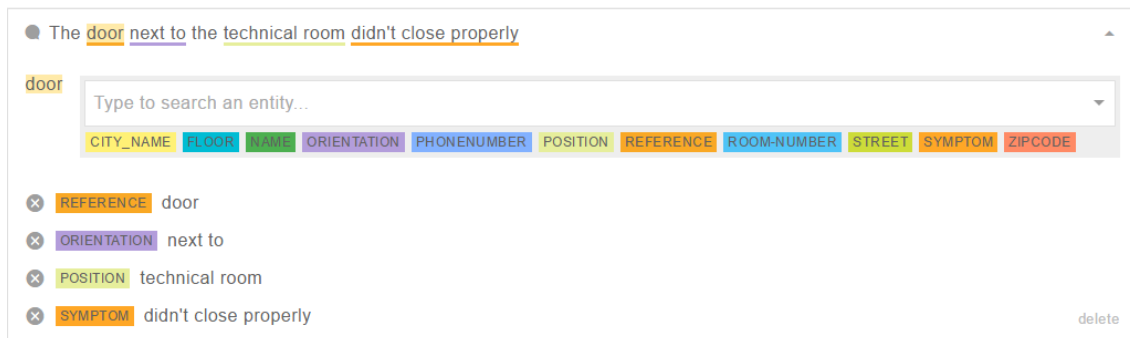 The door next to the technical room didn't close properly
door
Type to search an entity...
CITY_NAME FLOOR NAME ORIENTATION PHONENUMBER POSITION REFERENCE ROOM-NUMBER STREET SYMPTOM ZIPCODE
REFERENCE door
ORIENTATION next to
POSITION technical room
SYMPTOM didn't close properly
delete